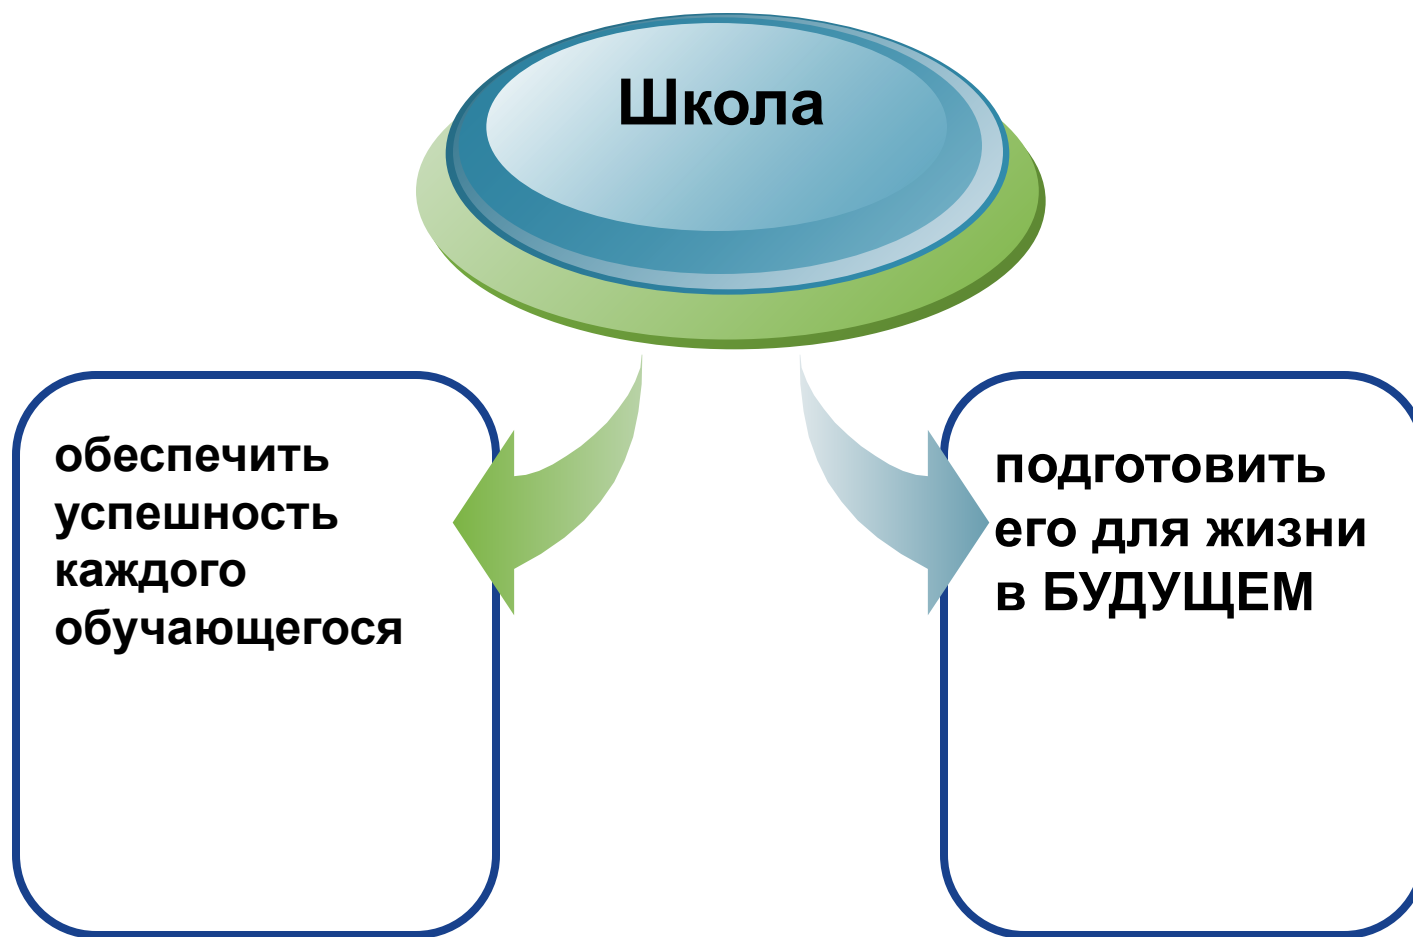 Школа
обеспечить
успешность
каждого
обучающегося
подготовить
его для жизни
в БУДУЩЕМ